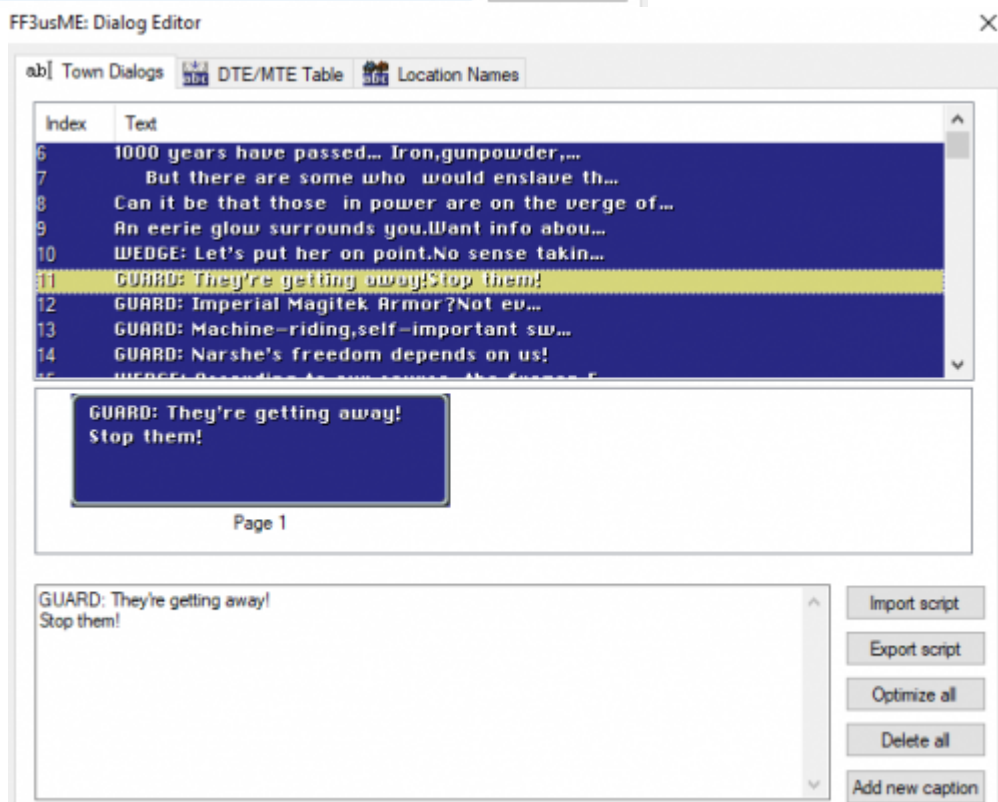 FF3usME: Dialog Editor
ab[ Town Dialogs DTE/MTE Table Location Names
Index Text
6 1000 years have passed... Iron,gunpowder,...
7 But there are some who would enslave th...
8 Can it be that those in power are on the verge of...
9 An eerie glow surrounds you.Want info abou...
10 WEDGE: Let's put her on point.No sense takin...
11 GUARD: They're getting away!Stop them!
12 GUARD: Imperial Magitek Armor?Not ev...
13 GUARD: Machine-riding,self-important sw...
14 GUARD: Narshe's freedom depends on us!
GUARD: They're getting away!
Stop them!
Page 1
GUARD: They're getting away!
Stop them!
Import script
Export script
Optimize all
Delete all
Add new caption